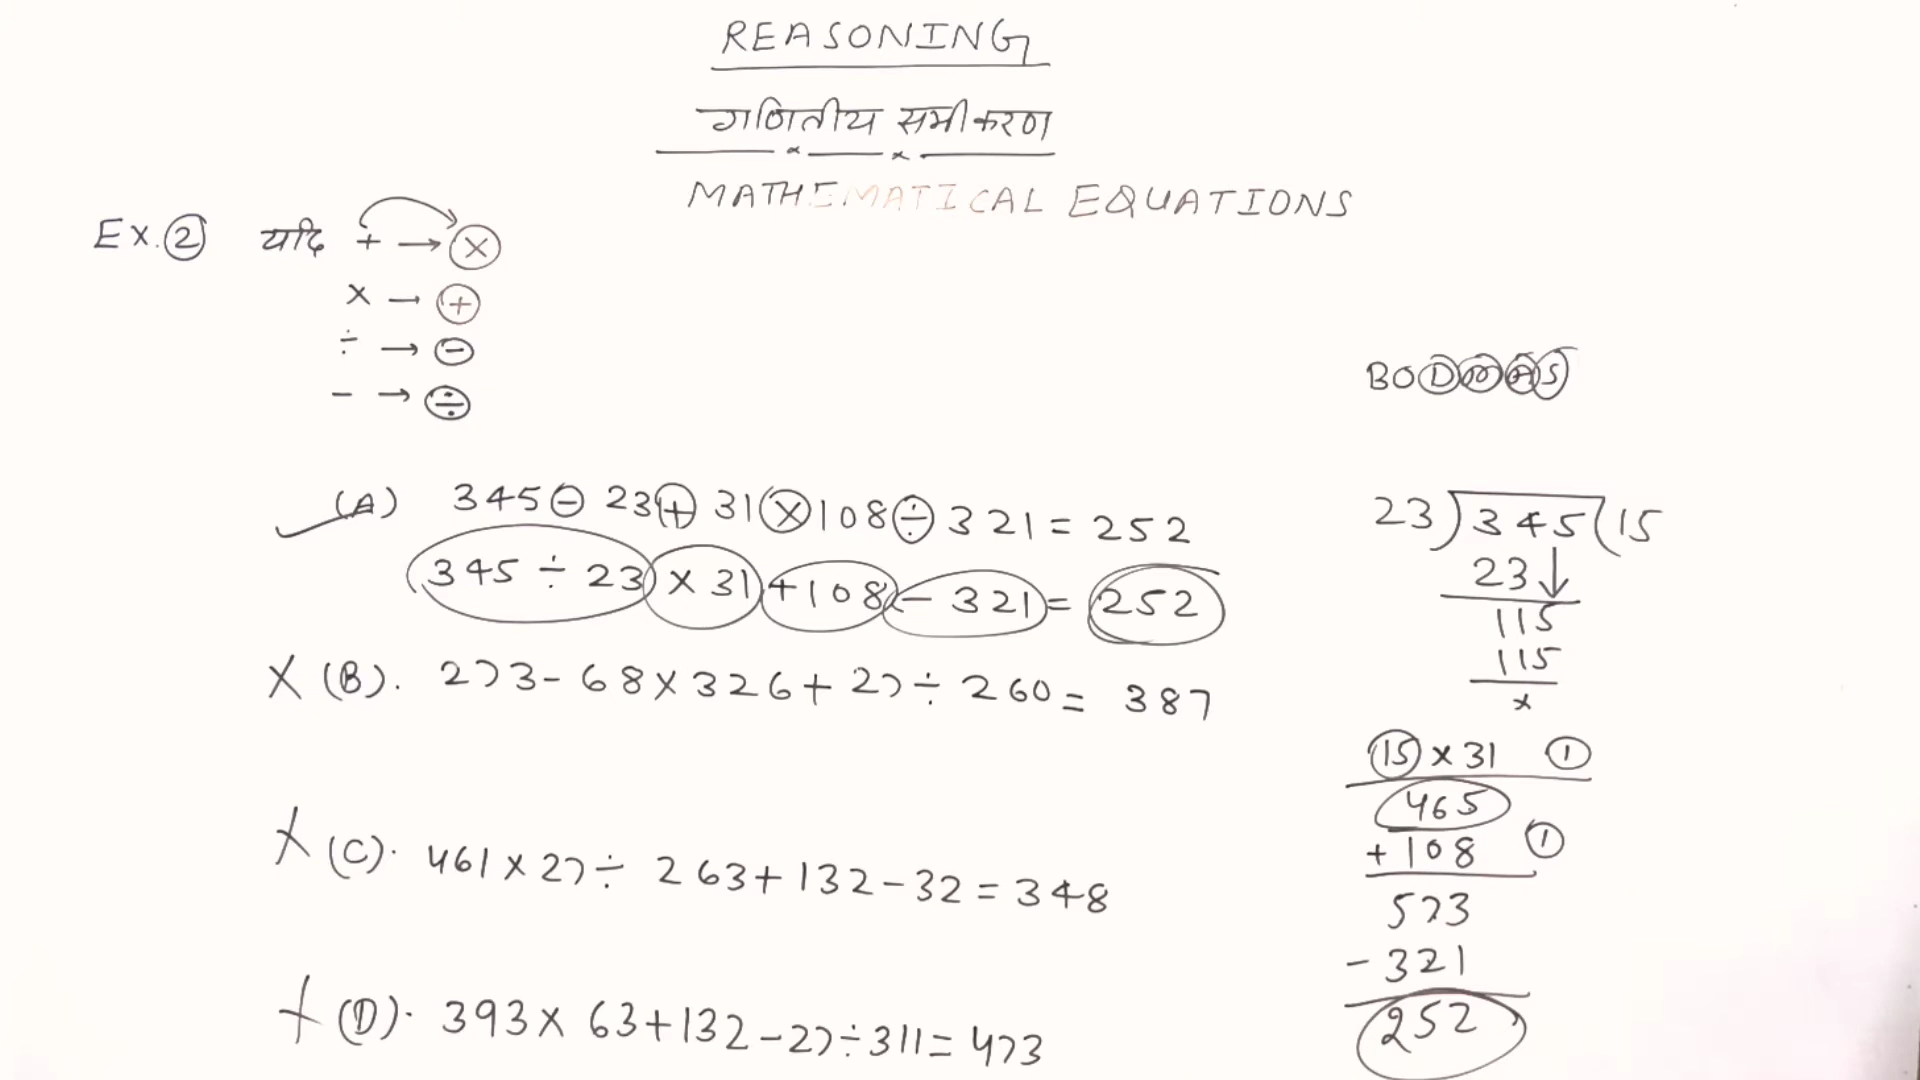 REASONING
गणितीय समीकरण
MATHEMATICAL EQUATIONS
Ex. 2 यदि + → ×
× → +
÷ → -
- → ÷
BODMAS
(A) 345 - 23 + 31 × 108 ÷ 321 = 252
345 ÷ 23 × 31 + 108 - 321 = 252
X (B). 273 - 68 × 326 + 27 ÷ 260 = 387
X (C). 461 × 27 ÷ 263 + 132 - 32 = 348
X (D). 393 × 63 + 132 - 27 ÷ 311 = 473
23 ) 345 ( 15
23
115
115
×
15 × 31 1
465
+ 108 1
573
- 321
252